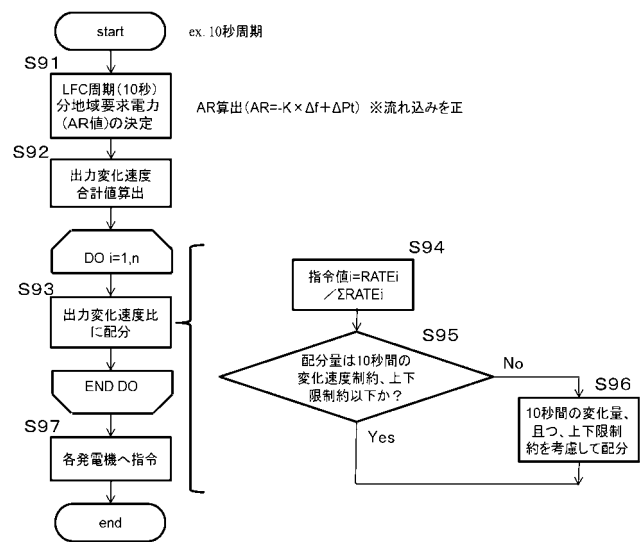 start
ex. 10秒周期
S91
LFC周期(10秒)
分地域要求電力
(AR値)の決定
AR算出(AR=-K×Δf+ΔPt) ※流れ込みを正
S92
出力変化速度
合計値算出
DO i=1,n
S93
出力変化速度比
に配分
END DO
S97
各発電機へ指令
end
S94
指令値i=RATEi
/ΣRATEi
S95
配分量は10秒間の
変化速度制約、上下
限制約以下か?
No
Yes
S96
10秒間の変化量、
且つ、上下限制
約を考慮して配分